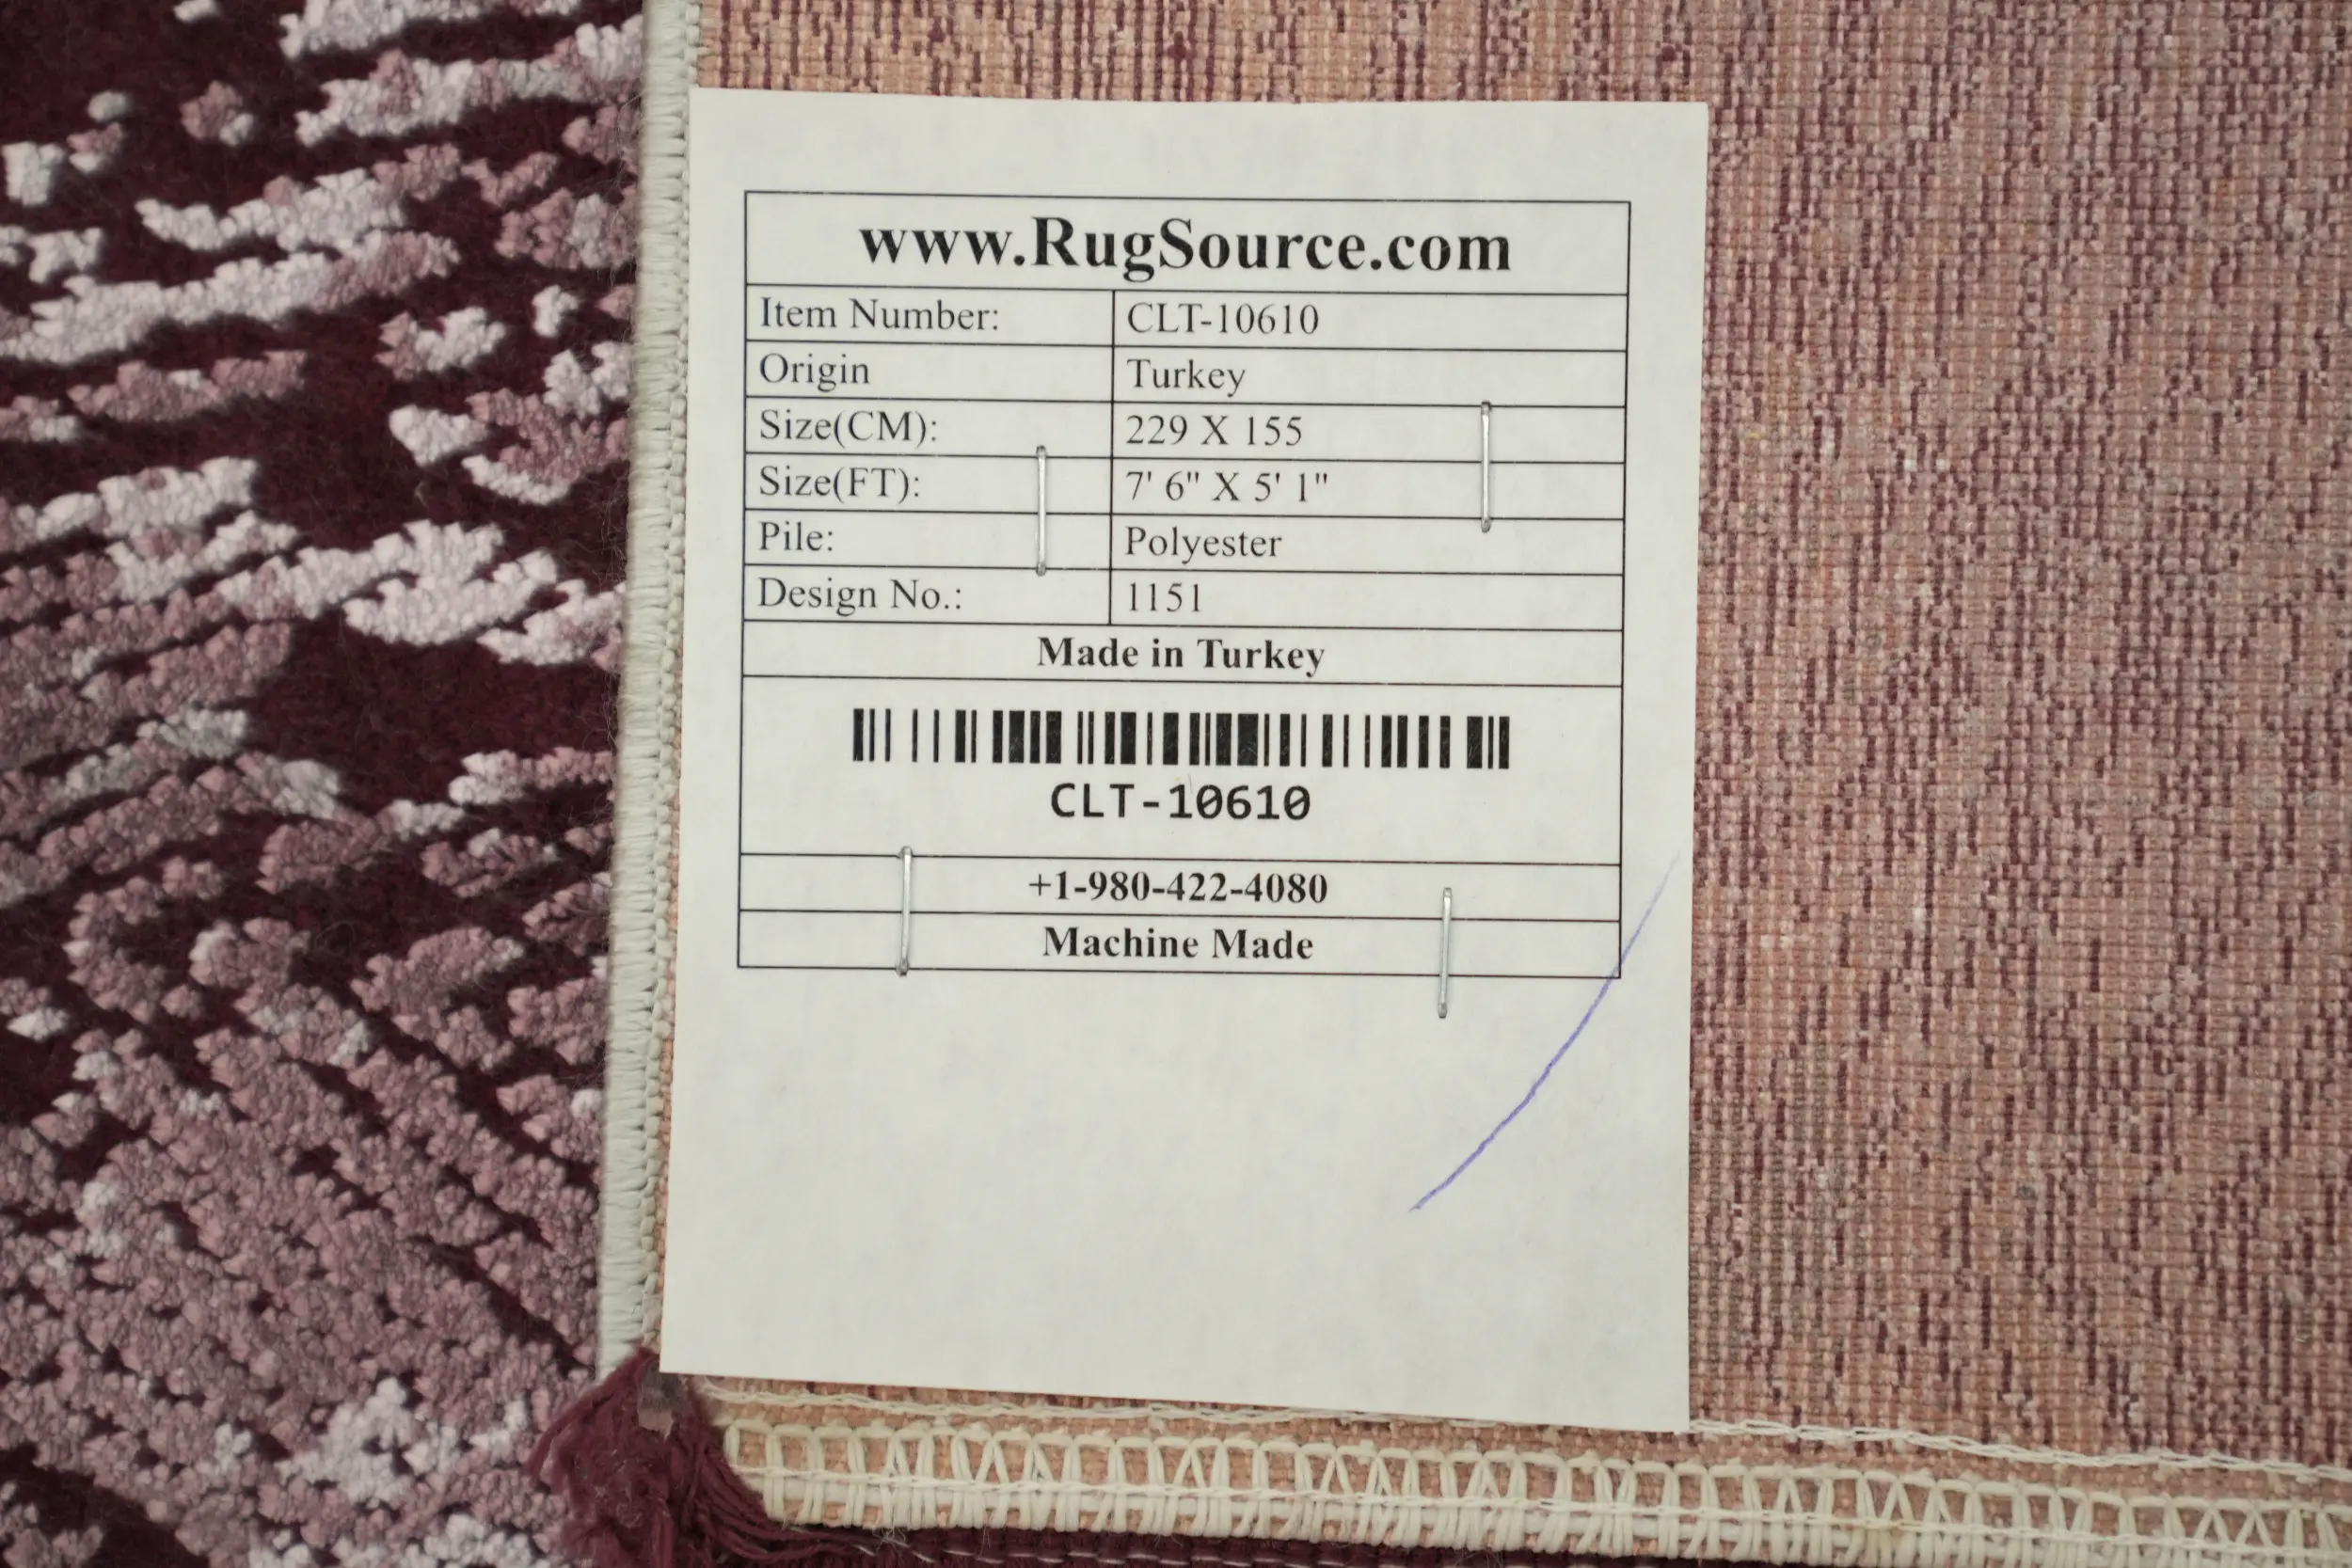 www.RugSource.com
Item Number: CLT-10610
Origin Turkey
Size(CM): 229 X 155
Size(FT): 7' 6" X 5' 1"
Pile: Polyester
Design No.: 1151
Made in Turkey
CLT-10610
+1-980-422-4080
Machine Made